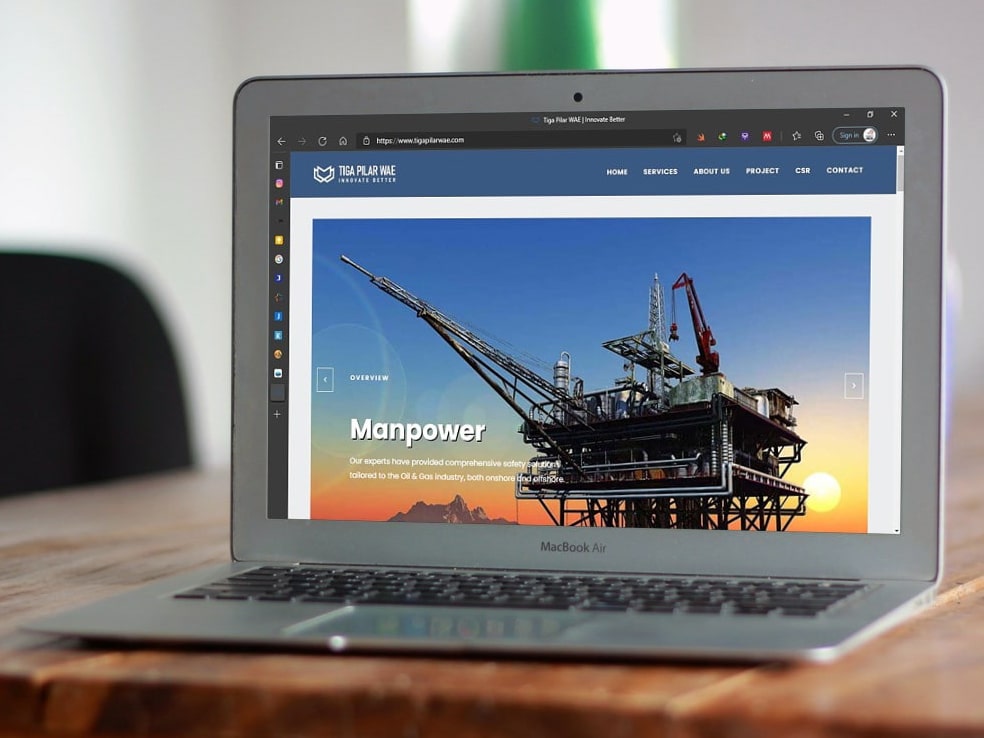 Tiga Pilar WAE | Innovate Better
https://www.tigapilarwae.com
Sign in
TIGA PILAR WAE
INNOVATE BETTER
HOME SERVICES ABOUT US PROJECT CSR CONTACT
OVERVIEW
Manpower
Our experts have provided comprehensive safety solutions
tailored to the Oil & Gas industry, both onshore and offshore
MacBook Air